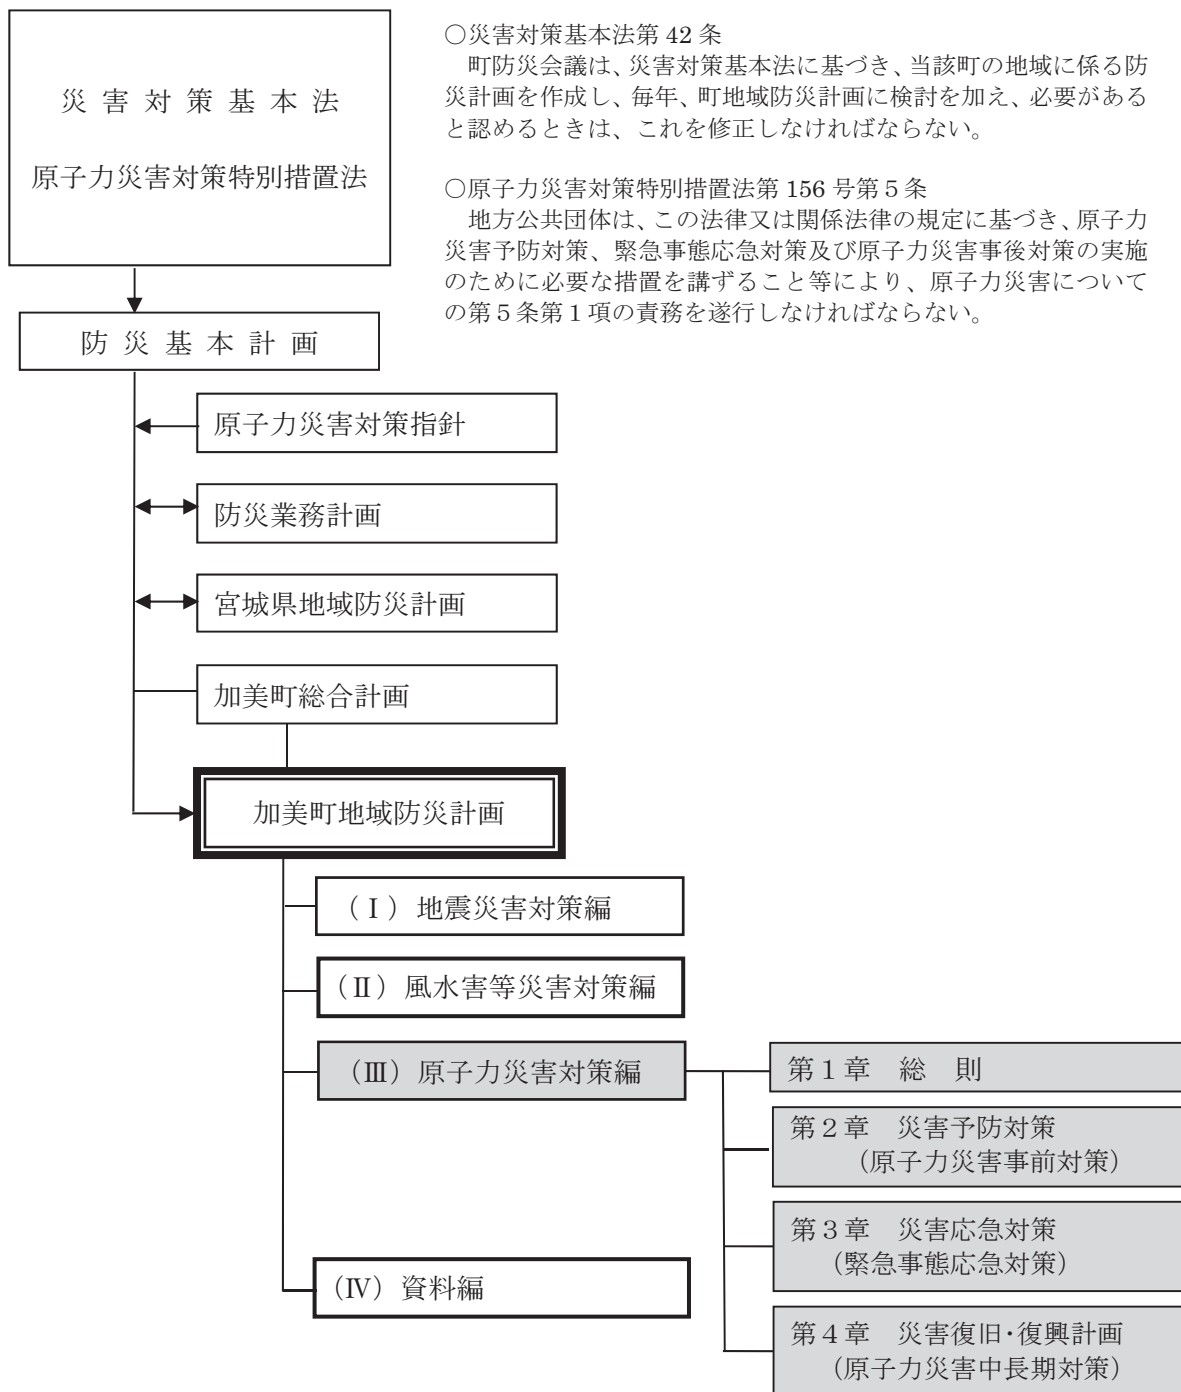 災害対策基本法
原子力災害対策特別措置法
○災害対策基本法第 42 条
町防災会議は、災害対策基本法に基づき、当該町の地域に係る防
災計画を作成し、毎年、町地域防災計画に検討を加え、必要がある
と認めるときは、これを修正しなければならない。
○原子力災害対策特別措置法第 156 号第５条
地方公共団体は、この法律又は関係法律の規定に基づき、原子力
災害予防対策、緊急事態応急対策及び原子力災害事後対策の実施
のために必要な措置を講ずること等により、原子力災害について
の第５条第１項の責務を遂行しなければならない。
防災基本計画
原子力災害対策指針
防災業務計画
宮城県地域防災計画
加美町総合計画
加美町地域防災計画
（Ⅰ）地震災害対策編
（Ⅱ）風水害等災害対策編
（Ⅲ）原子力災害対策編
（Ⅳ）資料編
第１章　総　則
第２章　災害予防対策
（原子力災害事前対策）
第３章　災害応急対策
（緊急事態応急対策）
第４章　災害復旧・復興計画
（原子力災害中長期対策）